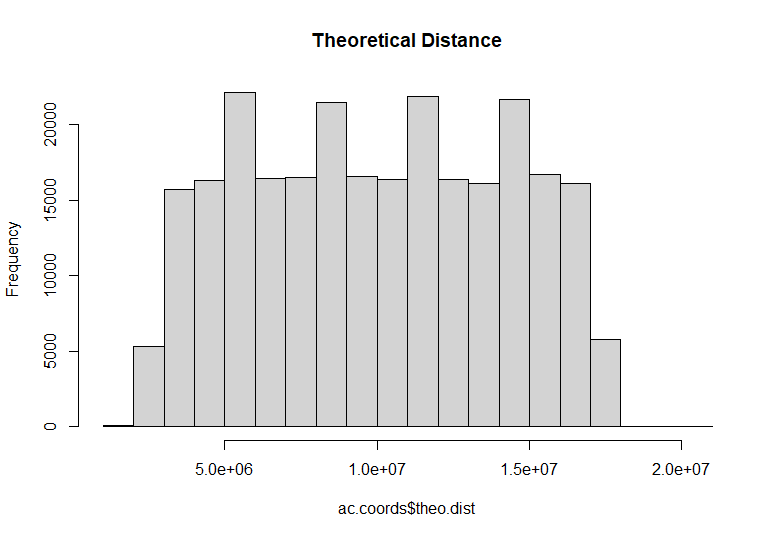 Theoretical Distance
Frequency
20000
15000
10000
5000
0
5.0e+06 1.0e+07 1.5e+07 2.0e+07
ac.coords$theo.dist